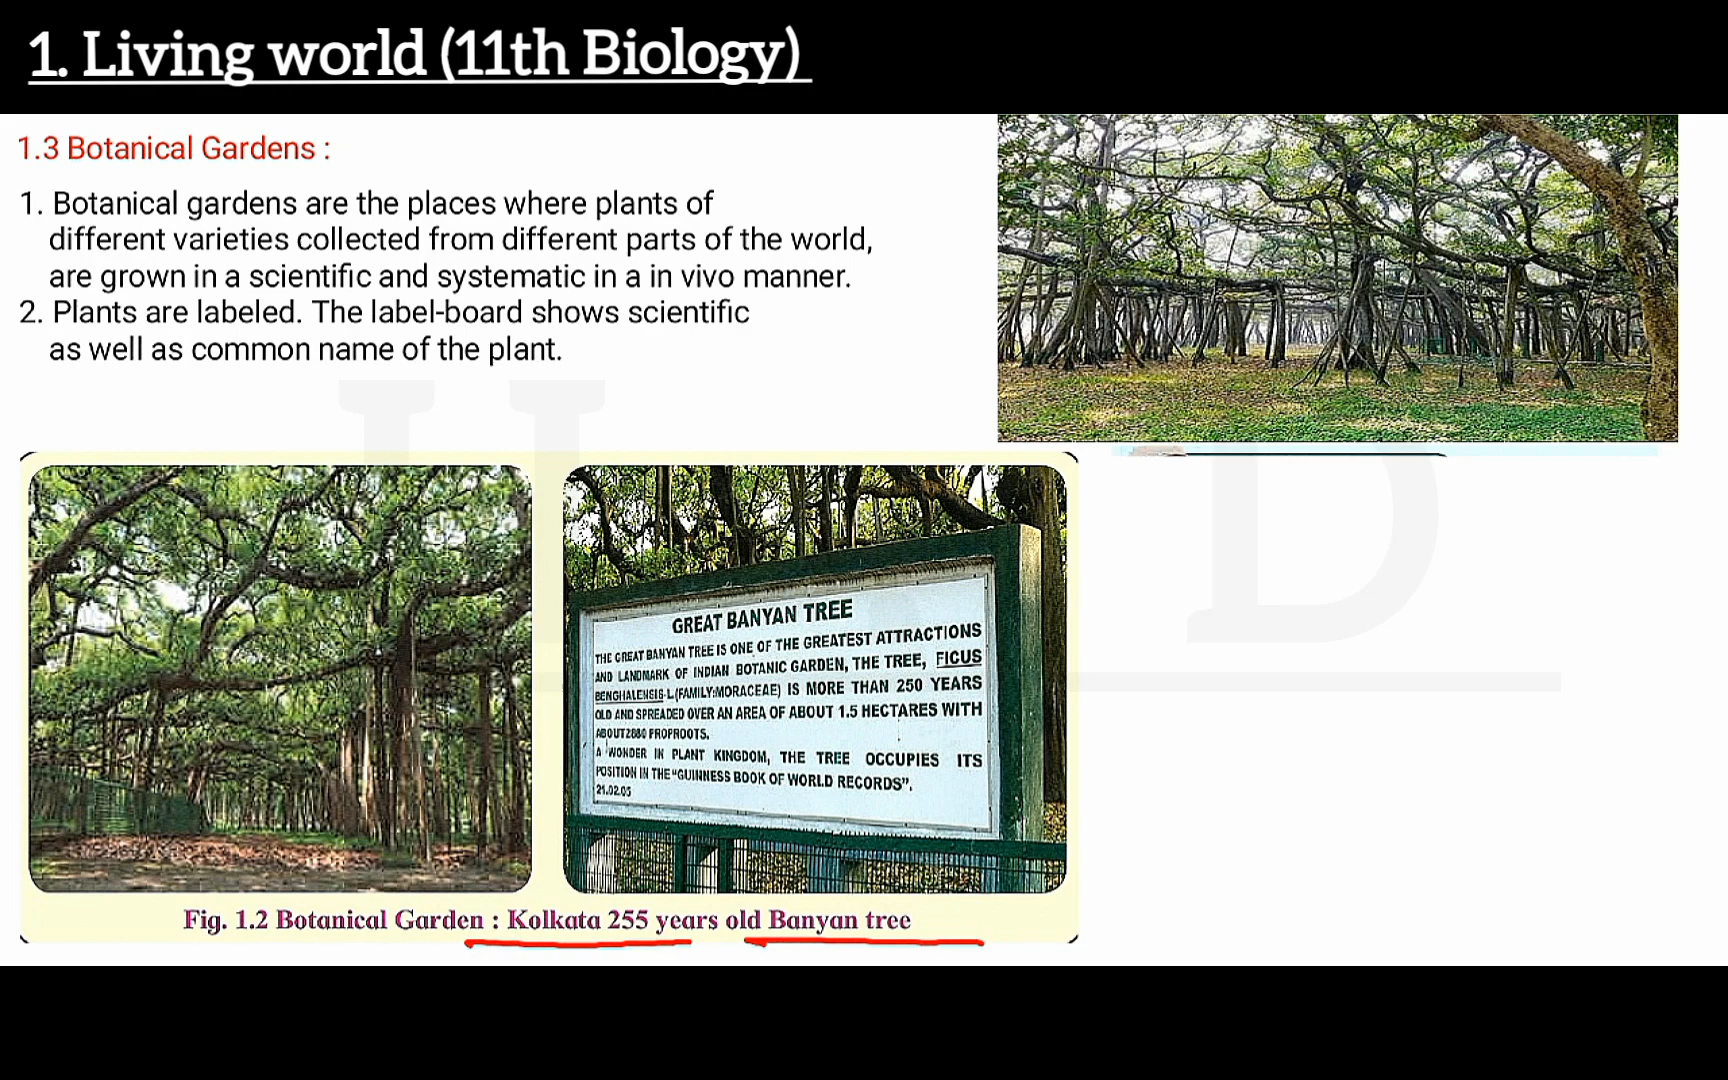 1. Living world (11th Biology)
1.3 Botanical Gardens :
1. Botanical gardens are the places where plants of
different varieties collected from different parts of the world,
are grown in a scientific and systematic in a in vivo manner.
2. Plants are labeled. The label-board shows scientific
as well as common name of the plant.
GREAT BANYAN TREE
THE GREAT BANYAN TREE IS ONE OF THE GREATEST ATTRACTIONS
AND LANDMARK OF INDIAN BOTANIC GARDEN, THE TREE, FICUS
BENGHALENSIS-L.(FAMILY:MORACEAE) IS MORE THAN 250 YEARS
OLD AND SPREADED OVER AN AREA OF ABOUT 1.5 HECTARES WITH
ABOUT 2880 PROPROOTS.
A WONDER IN PLANT KINGDOM, THE TREE OCCUPIES ITS
POSITION IN THE "GUINNESS BOOK OF WORLD RECORDS".
21.02.05
Fig. 1.2 Botanical Garden : Kolkata 255 years old Banyan tree